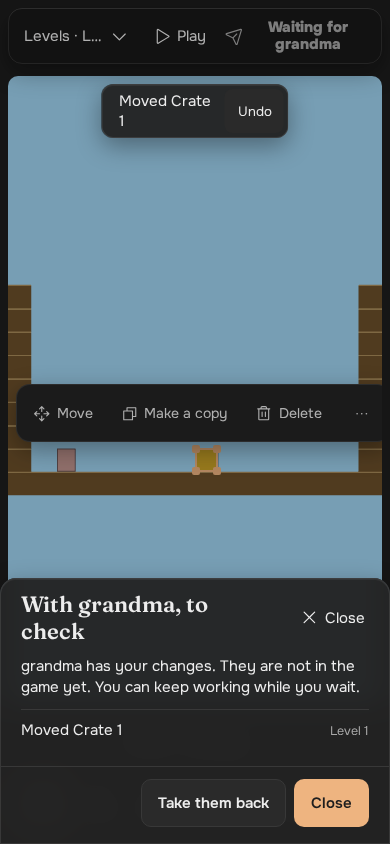 Levels · L...
Play
Waiting for
grandma
Moved Crate
1
Undo
Move
Make a copy
Delete
···
With grandma, to
check
Close
grandma has your changes. They are not in the
game yet. You can keep working while you wait.
Moved Crate 1
Level 1
Take them back
Close